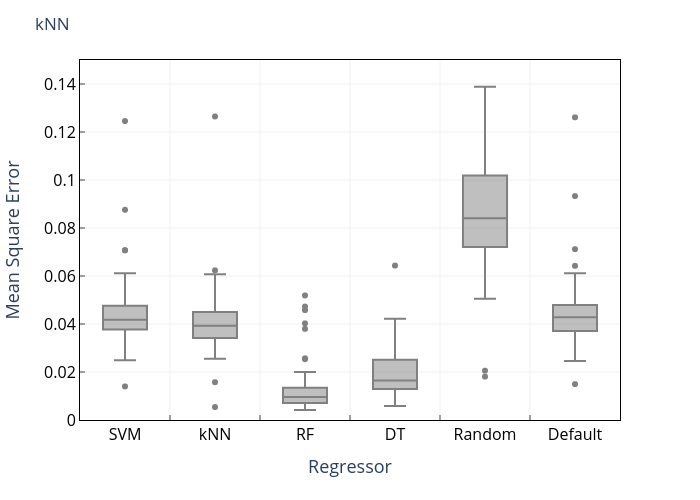 kNN
Mean Square Error
0.14
0.12
0.1
0.08
0.06
0.04
0.02
0
SVM kNN RF DT Random Default
Regressor